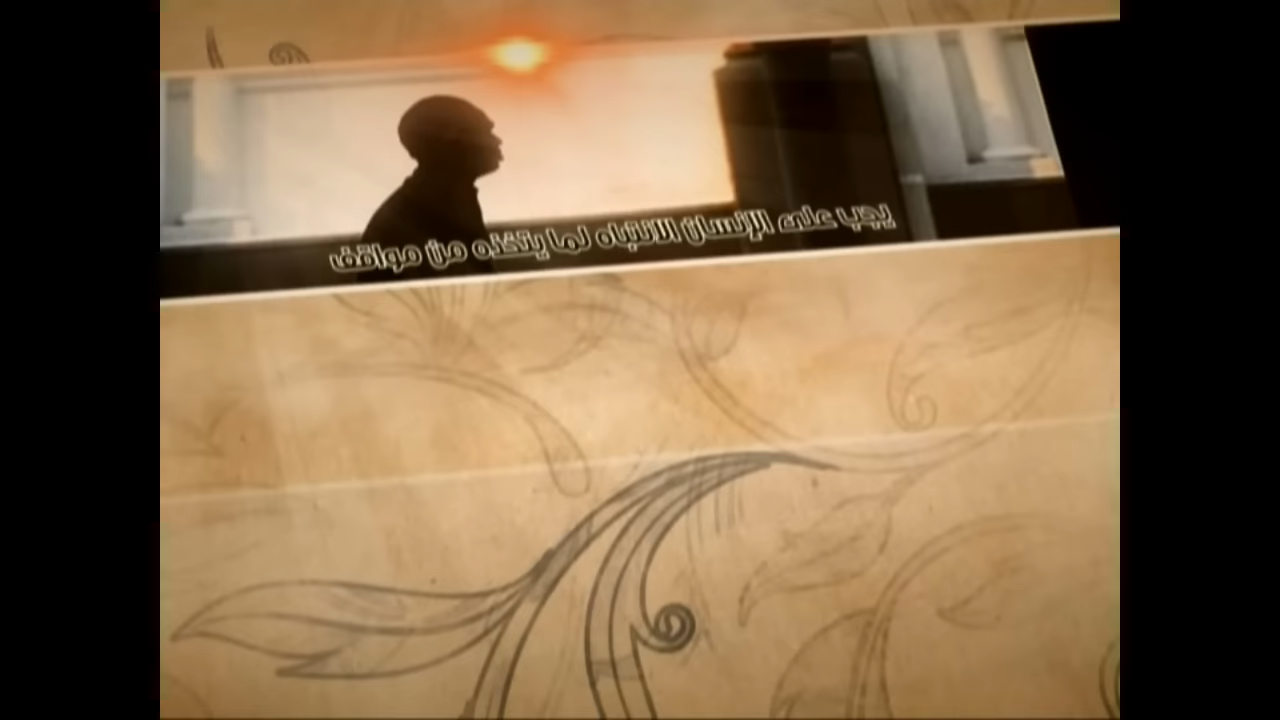 يجب على الإنسان الانتباه لما يتخذه من مواقف